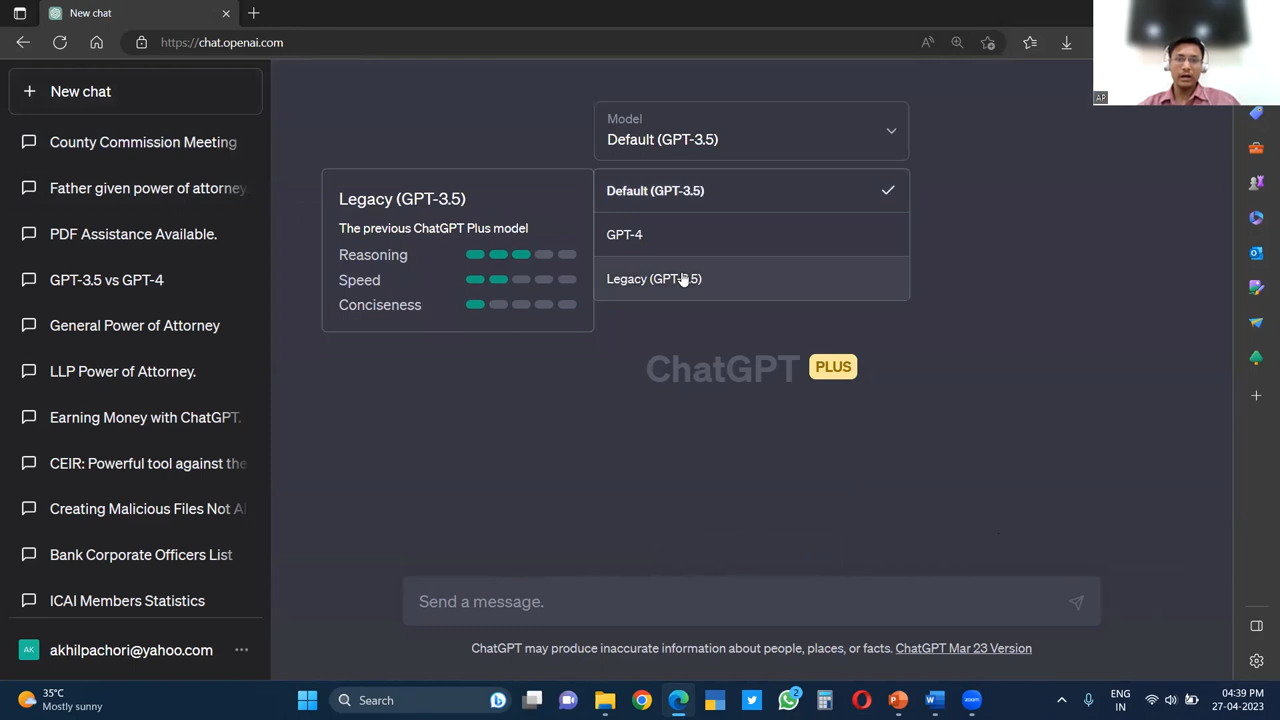 New chat
https://chat.openai.com
New chat
County Commission Meeting
Father given power of attorney
PDF Assistance Available.
GPT-3.5 vs GPT-4
General Power of Attorney
LLP Power of Attorney.
Earning Money with ChatGPT.
CEIR: Powerful tool against the
Creating Malicious Files Not Al
Bank Corporate Officers List
ICAI Members Statistics
AK akhilpachori@yahoo.com
Model
Default (GPT-3.5)
Default (GPT-3.5)
GPT-4
Legacy (GPT-3.5)
Legacy (GPT-3.5)
The previous ChatGPT Plus model
Reasoning
Speed
Conciseness
ChatGPT PLUS
Send a message.
ChatGPT may produce inaccurate information about people, places, or facts. ChatGPT Mar 23 Version
AP
35°C
Mostly sunny
Search
2
zoom
ENG
IN
04:39 PM
27-04-2023